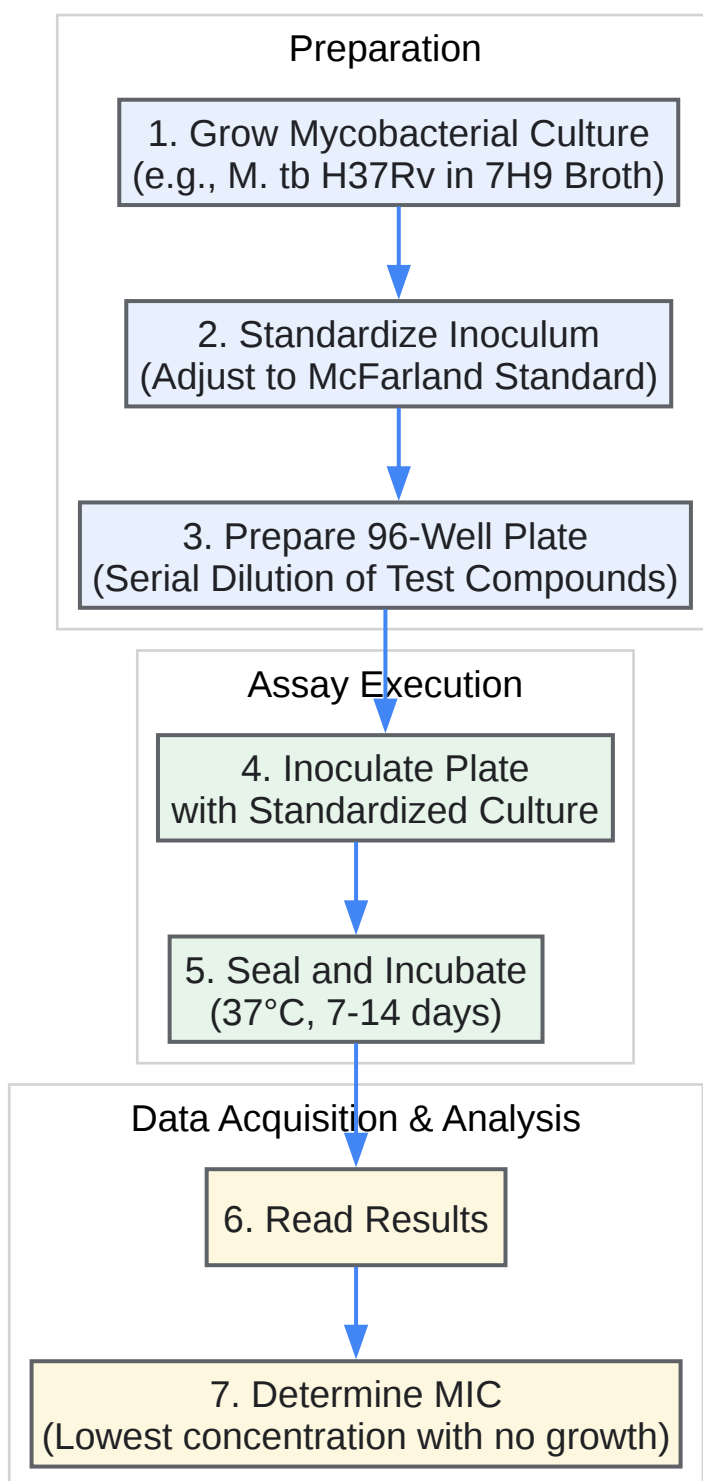 Preparation
1. Grow Mycobacterial Culture
(e.g., M. tb H37Rv in 7H9 Broth)
2. Standardize Inoculum
(Adjust to McFarland Standard)
3. Prepare 96-Well Plate
(Serial Dilution of Test Compounds)
Assay Execution
4. Inoculate Plate
with Standardized Culture
5. Seal and Incubate
(37°C, 7-14 days)
Data Acquisition & Analysis
6. Read Results
7. Determine MIC
(Lowest concentration with no growth)